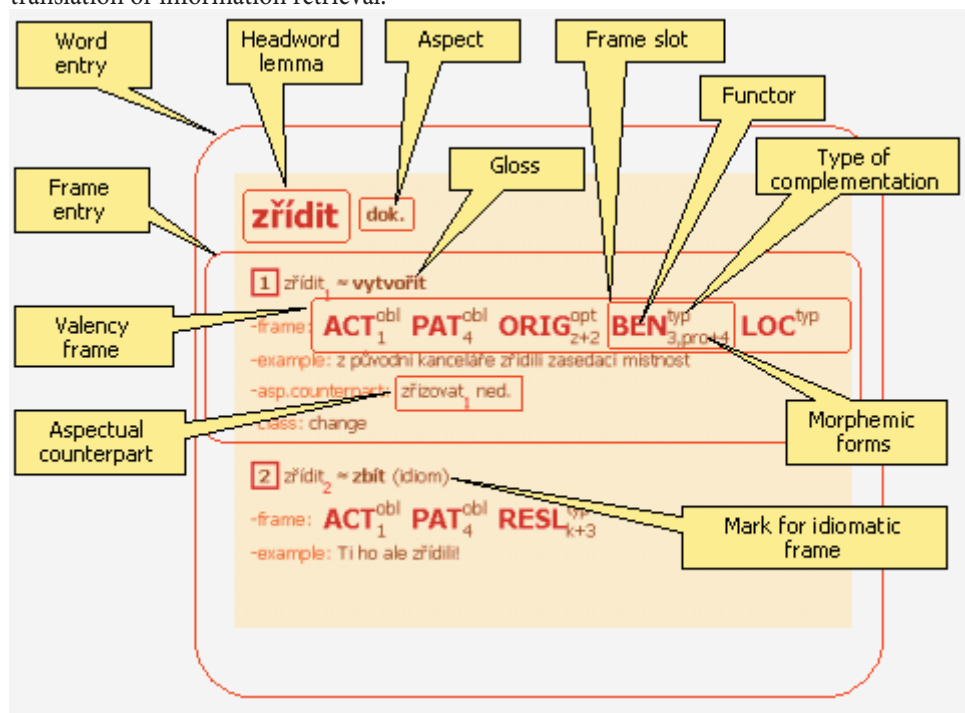 translation or information retrieval.
Word entry
Headword lemma
Aspect
Frame slot
Functor
Gloss
Type of complementation
Frame entry
zřídit dok.
1 zřídit1 ≈ vytvořit
Valency frame
-frame: ACT1obl PAT4obl ORIGz+2opt BEN3,pro+4typ LOCtyp
-example: z původní kanceláře zřídili zasedací místnost
-asp.counterpart: zřizovat1 ned.
-class: change
Aspectual counterpart
Morphemic forms
2 zřídit2 ≈ zbít (idiom)
-frame: ACT1obl PAT4obl RESLk+3typ
-example: Ti ho ale zřídili!
Mark for idiomatic frame